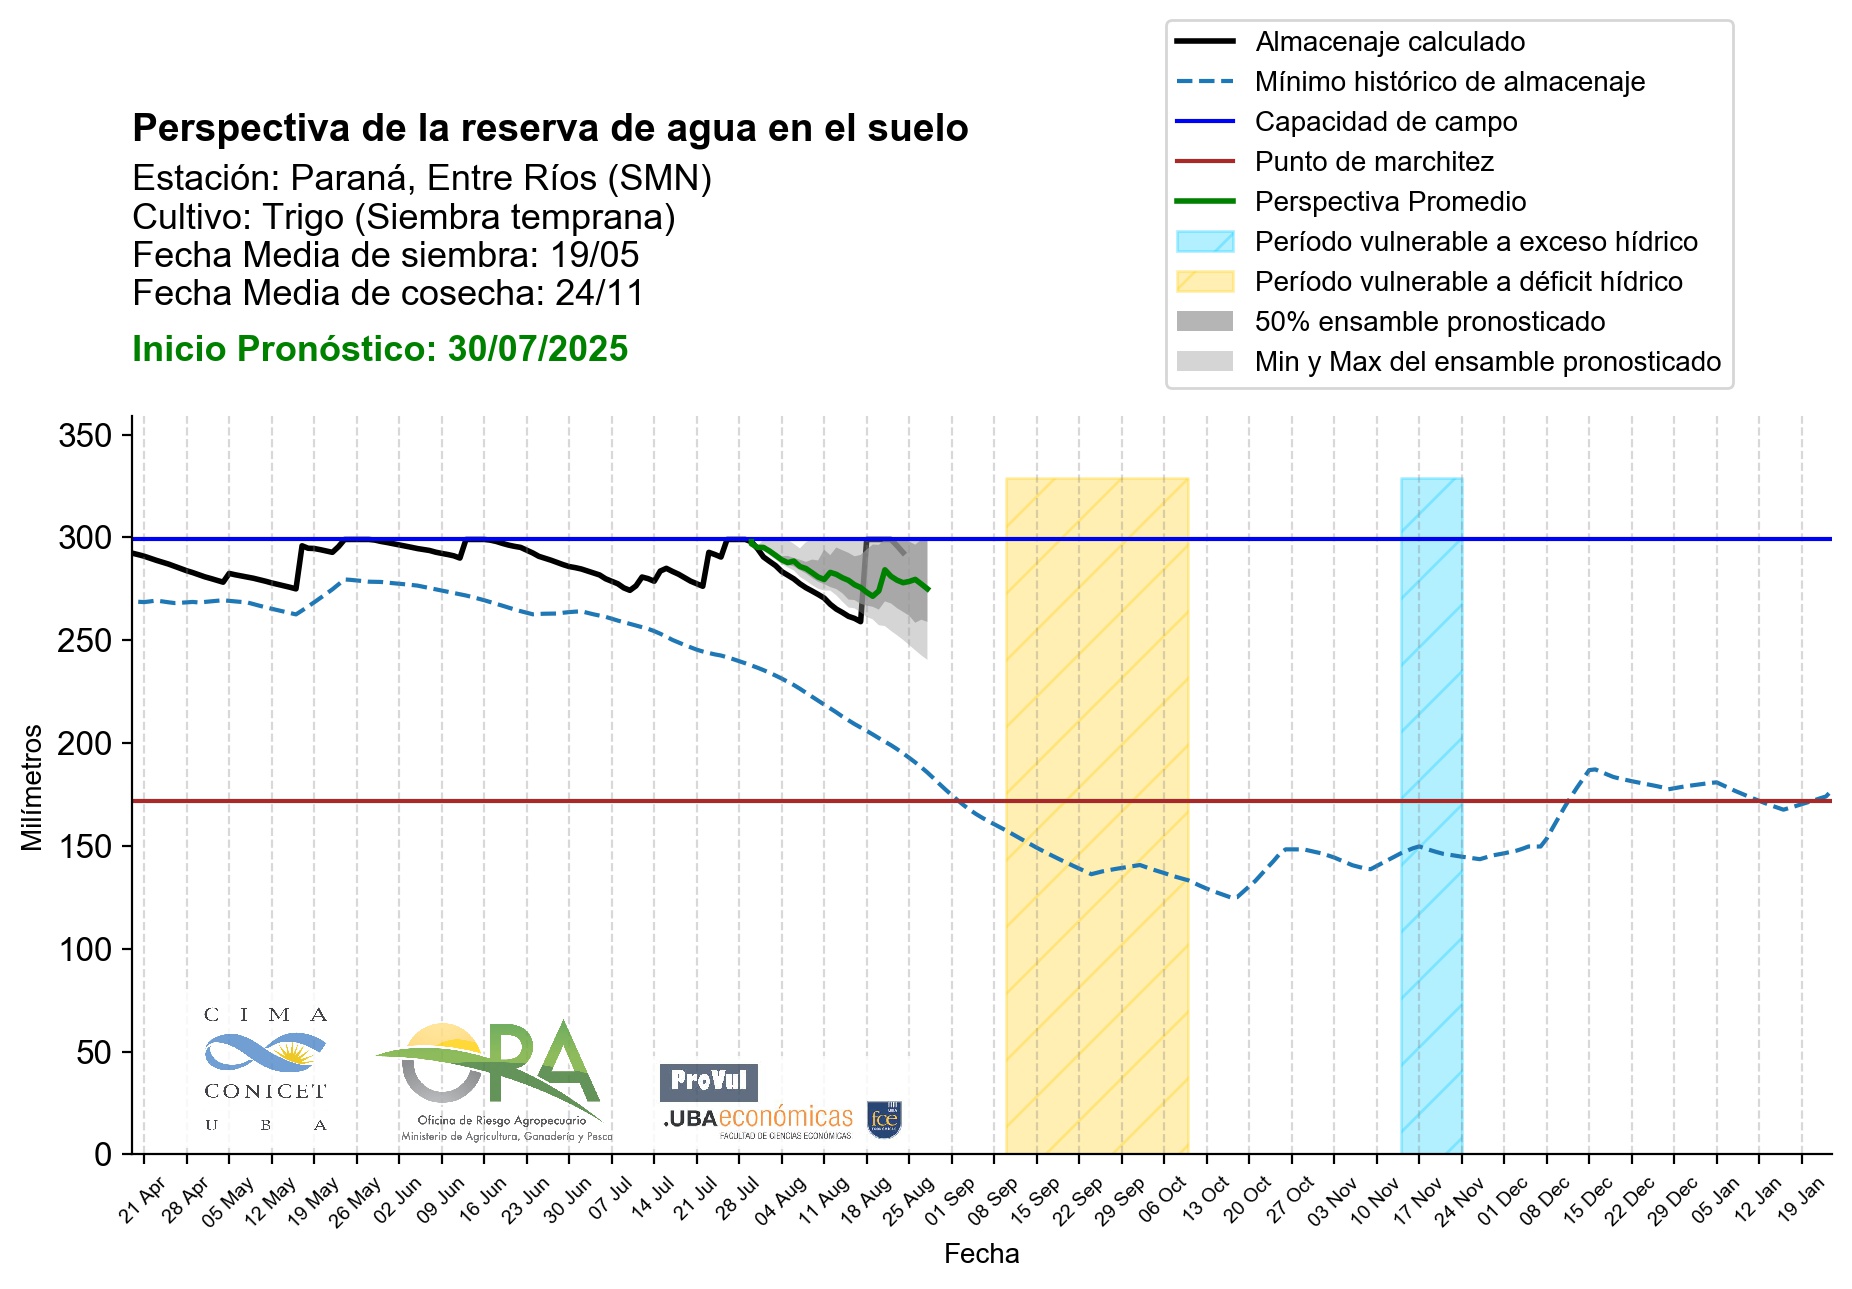 Almacenaje calculado
Mínimo histórico de almacenaje
Capacidad de campo
Punto de marchitez
Perspectiva Promedio
Período vulnerable a exceso hídrico
Período vulnerable a déficit hídrico
50% ensamble pronosticado
Min y Max del ensamble pronosticado
Perspectiva de la reserva de agua en el suelo
Estación: Paraná, Entre Ríos (SMN)
Cultivo: Trigo (Siembra temprana)
Fecha Media de siembra: 19/05
Fecha Media de cosecha: 24/11
Inicio Pronóstico: 30/07/2025
Milímetros
350
300
250
200
150
100
50
0
CIMA
CONICET
UBA
ORA
Oficina de Riesgo Agropecuario
Ministerio de Agricultura, Ganadería y Pesca
ProVul
.UBAeconómicas
FACULTAD DE CIENCIAS ECONÓMICAS
fce
21 Apr
28 Apr
05 May
12 May
19 May
26 May
02 Jun
09 Jun
16 Jun
23 Jun
30 Jun
07 Jul
14 Jul
21 Jul
28 Jul
04 Aug
11 Aug
18 Aug
25 Aug
01 Sep
08 Sep
15 Sep
22 Sep
29 Sep
06 Oct
13 Oct
20 Oct
27 Oct
03 Nov
10 Nov
17 Nov
24 Nov
01 Dec
08 Dec
15 Dec
22 Dec
29 Dec
05 Jan
12 Jan
19 Jan
Fecha